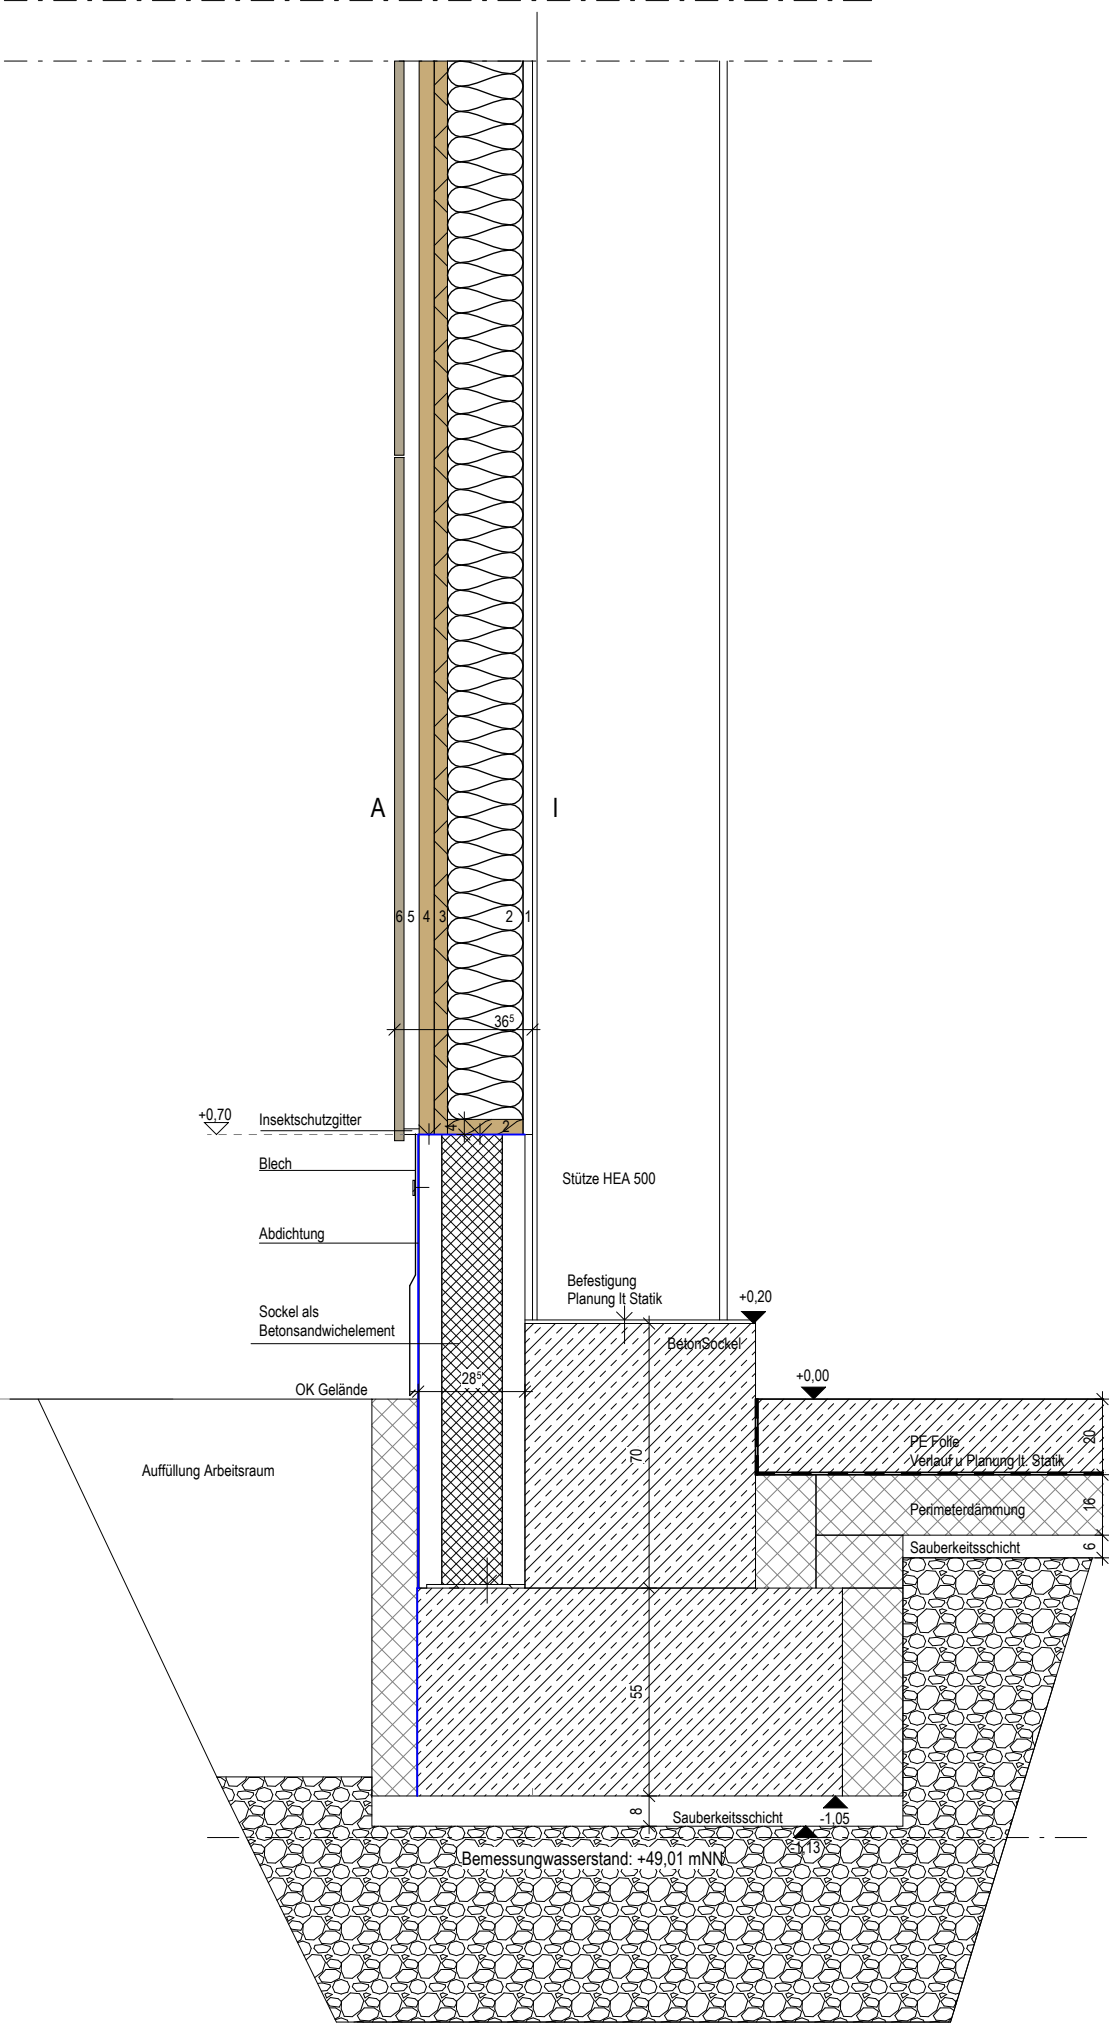 A
I
6 5 4 3 2 1
36⁵
+0,70
Insektschutzgitter
4
2
Blech
Stütze HEA 500
Abdichtung
Befestigung
Planung lt Statik
+0,20
Sockel als
Betonsandwichelement
BetonSockel
28⁵
OK Gelände
+0,00
70
20
PE Folie
Verlauf u Planung lt. Statik
Auffüllung Arbeitsraum
16
Perimeterdämmung
Sauberkeitsschicht
6
55
8
Sauberkeitsschicht
-1,05
-1,13
Bemessungwasserstand: +49,01 mNN